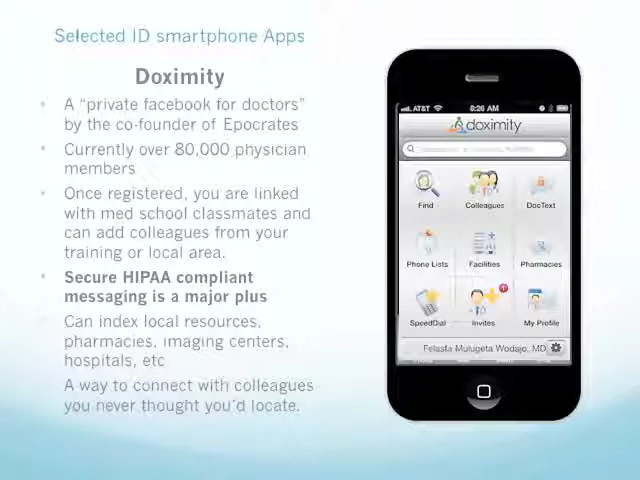 Selected ID smartphone Apps
Doximity
• A “private facebook for doctors”
by the co-founder of Epocrates
• Currently over 80,000 physician
members
• Once registered, you are linked
with med school classmates and
can add colleagues from your
training or local area.
• Secure HIPAA compliant
messaging is a major plus
• Can index local resources,
pharmacies, imaging centers,
hospitals, etc
A way to connect with colleagues
you never thought you’d locate.
AT&T 8:26 AM
doximity
Find Colleagues DocText
Phone Lists Facilities Pharmacies
SpeedDial Invites My Profile
Felasfa Mulugeta Wodajo, MD